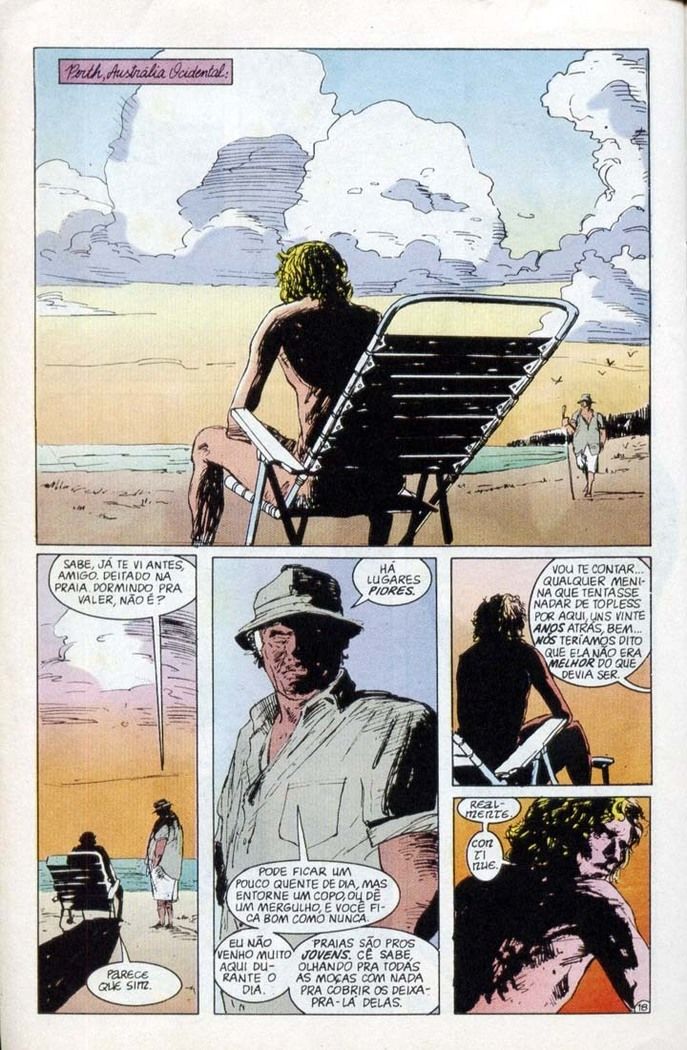 Perth, Austrália Ocidental:
SABE, JÁ TE VI ANTES,
AMIGO. DEITADO NA
PRAIA. DORMINDO PRA
VALER, NÃO É?
PARECE
QUE SIM.
HÁ
LUGARES
PIORES.
PODE FICAR UM
POUCO QUENTE DE DIA, MAS
ENTORNE UM COPO, OU DÊ
UM MERGULHO, E VOCÊ FI-
CA BOM COMO NUNCA.
EU NÃO
VENHO MUITO
AQUI DU-
RANTE O
DIA.
PRAIAS SÃO PROS
JOVENS. CÊ SABE,
OLHANDO PRA TODAS
AS MOÇAS COM NADA
PRA COBRIR OS DEIXA-
PRA-LÁ DELAS.
VOU TE CONTAR...
QUALQUER MENI-
NA QUE TENTASSE
NADAR DE TOPLESS
POR AQUI, UNS VINTE
ANOS ATRÁS, BEM...
NÓS TERÍAMOS DITO
QUE ELA NÃO ERA
MELHOR DO QUE
DEVIA SER.
REAL-
MENTE.
CON
TI
NUE.
18